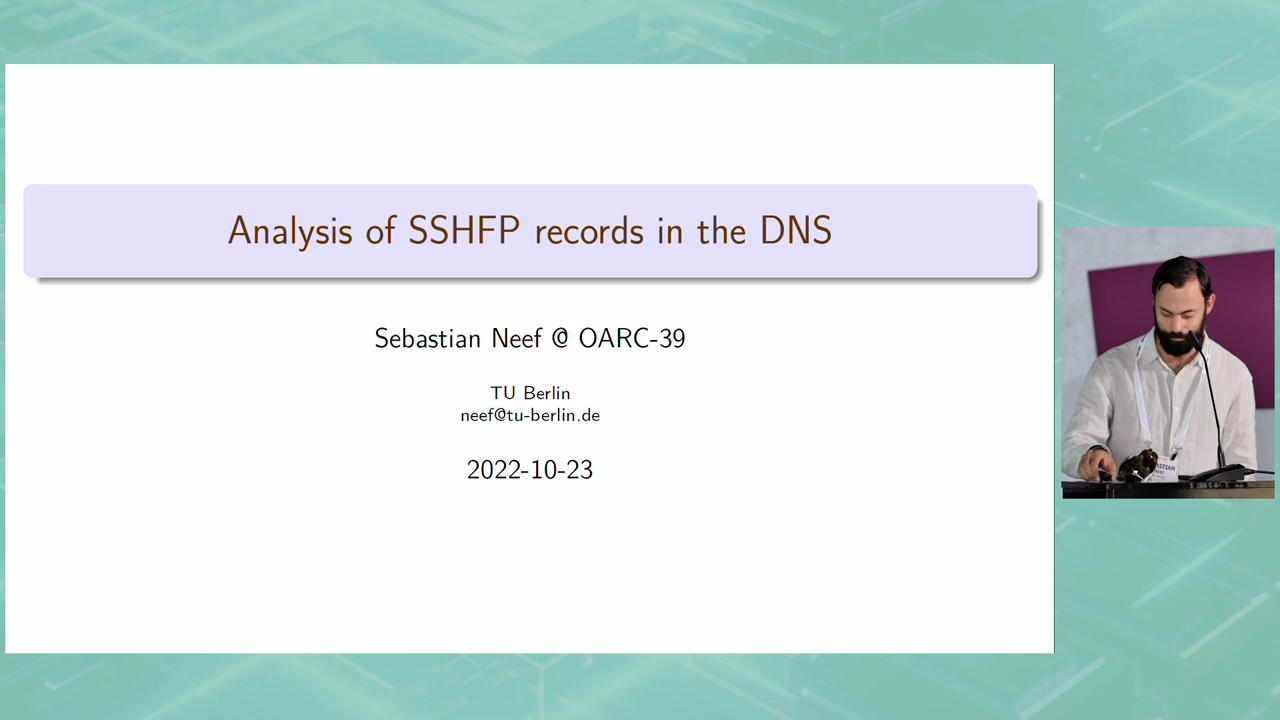 Analysis of SSHFP records in the DNS
Sebastian Neef @ OARC-39
TU Berlin
neef@tu-berlin.de
2022-10-23